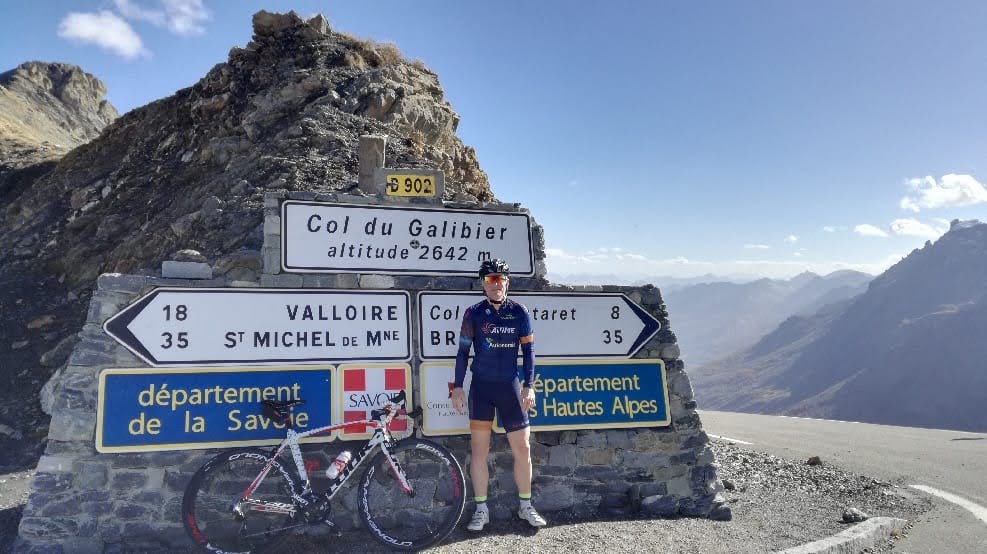 D 902
Col du Galibier
altitude 2642 m
18 VALLOIRE
35 ST MICHEL DE MNE
Col 8
35
département
de la Savoie
SAVOIE
département
Hautes Alpes